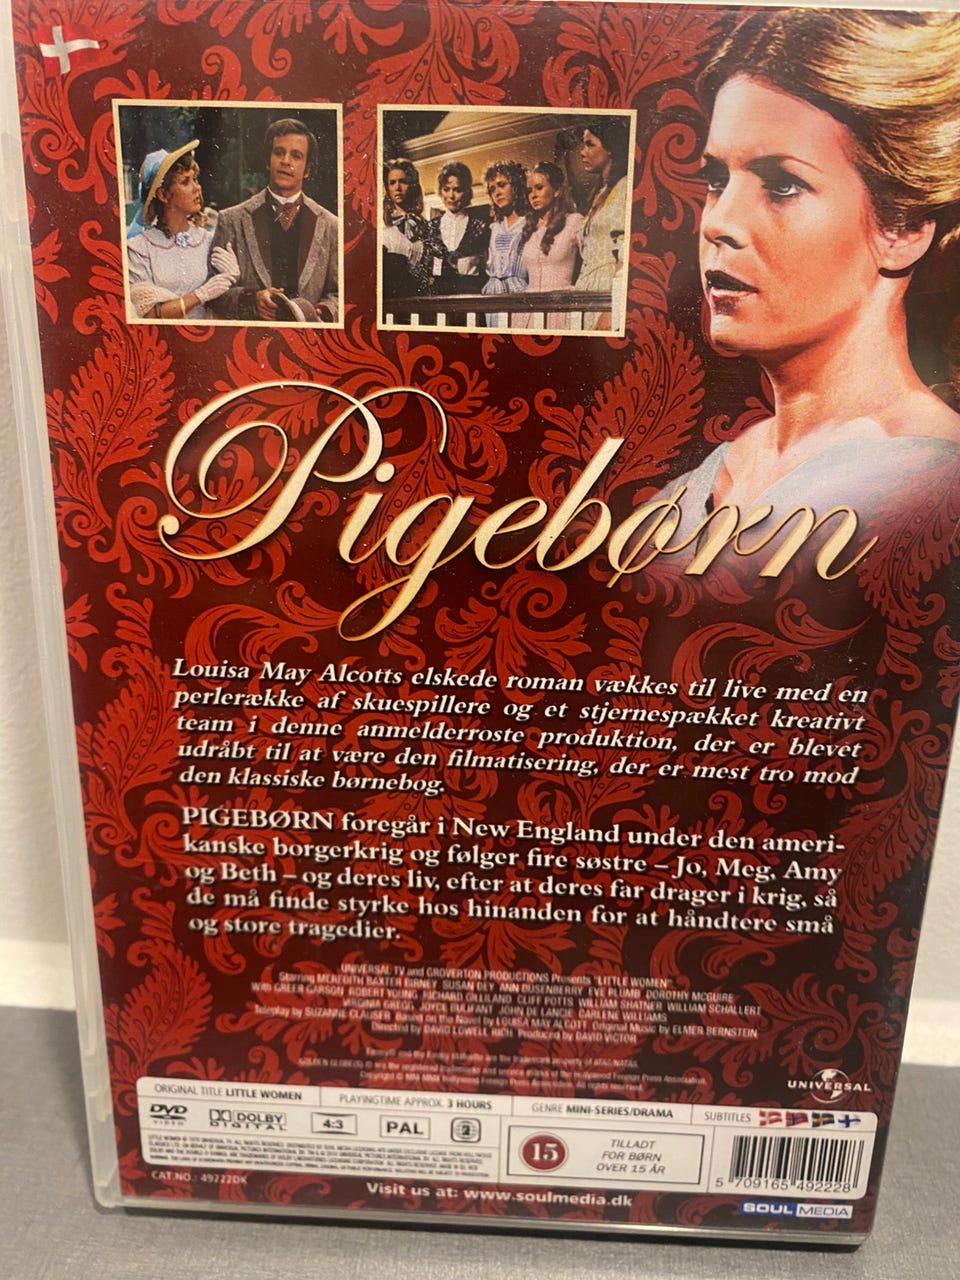 Pigebørn
Louisa May Alcotts elskede roman vækkes til live med en
perlerække af skuespillere og et stjernespækket kreativt
team i denne anmelderroste produktion, der er blevet
udråbt til at være den filmatisering, der er mest tro mod
den klassiske børnebog.
PIGEBØRN foregår i New England under den ameri-
kanske borgerkrig og følger fire søstre – Jo, Meg, Amy
og Beth – og deres liv, efter at deres far drager i krig, så
de må finde styrke hos hinanden for at håndtere små
og store tragedier.
UNIVERSAL TV and GROVERTON PRODUCTIONS Presents "LITTLE WOMEN"
Starring MEREDITH BAXTER BIRNEY SUSAN DEY ANN DUSENBERRY EVE PLUMB DOROTHY MCGUIRE
With GREER GARSON ROBERT YOUNG RICHARD GILLILAND CLIFF POTTS WILLIAM SHATNER WILLIAM SCHALLERT
VIRGINIA GREGG JOYCE BULIFANT JOHN DE LANCIE CARLENE WILLIAMS
Teleplay by SUZANNE CLAUSER Based on the Novel by LOUISA MAY ALCOTT Original Music by ELMER BERNSTEIN
Directed by DAVID LOWELL RICH Produced by DAVID VICTOR
UNIVERSAL
ORIGINAL TITLE LITTLE WOMEN PLAYINGTIME APPROX. 3 HOURS GENRE MINI-SERIES/DRAMA SUBTITLES
DVD VIDEO DOLBY DIGITAL 4:3 PAL 2
15 TILLADT
FOR BØRN
OVER 15 ÅR
5 709165 492228
CAT.NO.: 49222DK
Visit us at: www.soulmedia.dk
SOUL MEDIA